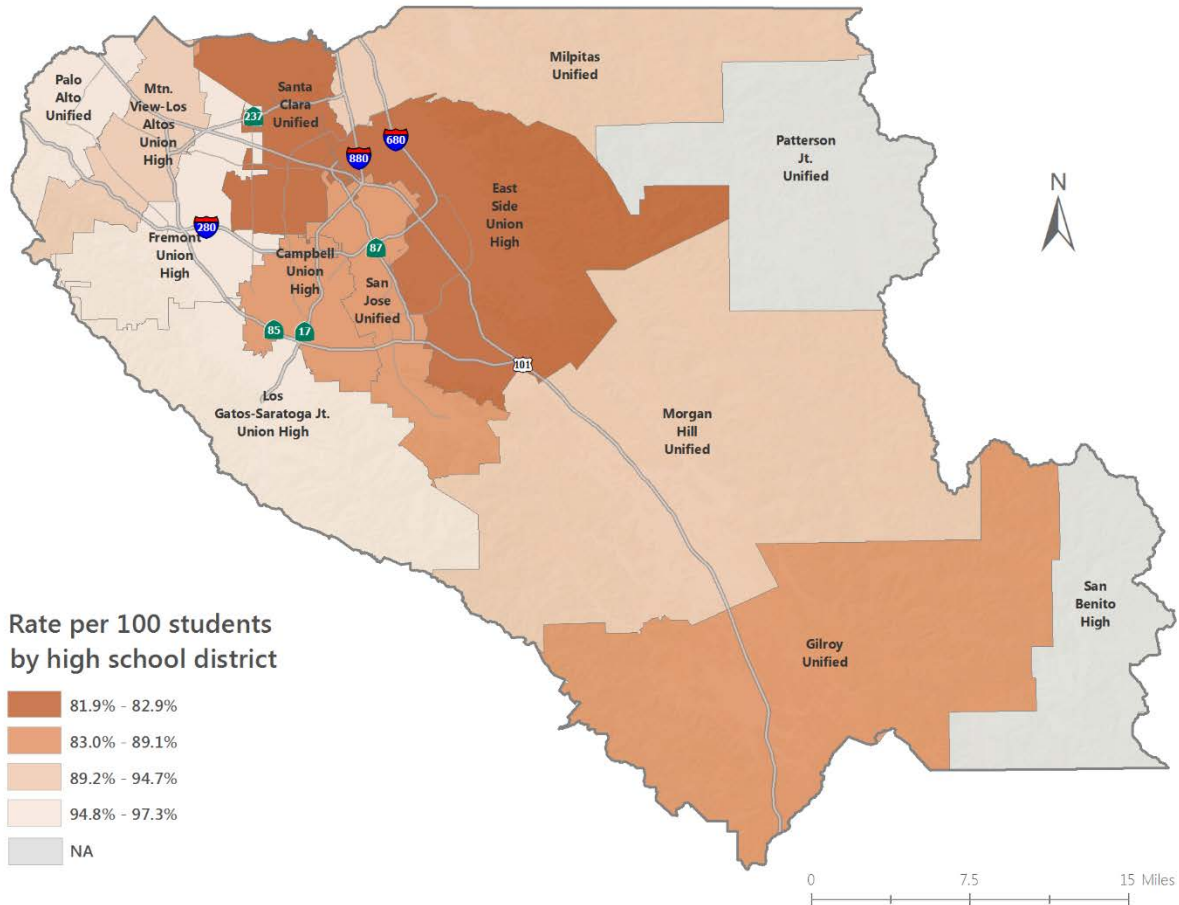 Palo
Alto
Unified
Mtn.
View-Los
Altos
Union
High
Santa
Clara
Unified
Milpitas
Unified
Patterson
Jt.
Unified
237
880
680
East
Side
Union
High
N
280
Fremont
Union
High
Campbell
Union
High
87
San
Jose
Unified
85
17
101
Los
Gatos-Saratoga Jt.
Union High
Morgan
Hill
Unified
San
Benito
High
Gilroy
Unified
Rate per 100 students
by high school district
81.9% - 82.9%
83.0% - 89.1%
89.2% - 94.7%
94.8% - 97.3%
NA
0 7.5 15 Miles